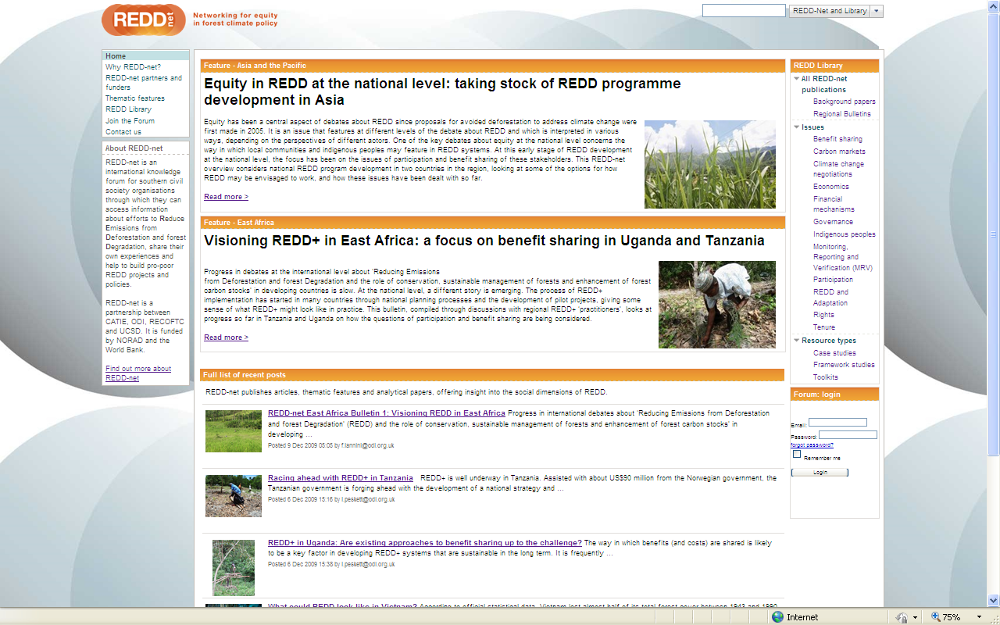 REDD net
Networking for equity
in forest climate policy
REDD-Net and Library
Home
Why REDD-net?
REDD-net partners and
funders
Thematic features
REDD Library
Join the Forum
Contact us
About REDD-net
REDD-net is an
international knowledge
forum for southern civil
society organisations
through which they can
access information
about efforts to Reduce
Emissions from
Deforestation and forest
Degradation, share their
own experiences and
help to build pro-poor
REDD projects and
policies.
REDD-net is a
partnership between
CATIE, ODI, RECOFTC
and UCSD. It is funded
by NORAD and the
World Bank.
Find out more about
REDD-net
Feature - Asia and the Pacific
Equity in REDD at the national level: taking stock of REDD programme
development in Asia
Equity has been a central aspect of debates about REDD since proposals for avoided deforestation to address climate change were
first made in 2005. It is an issue that features at different levels of the debate about REDD and which is interpreted in various
ways, depending on the perspectives of different actors. One of the key debates about equity at the national level concerns the
way in which local communities and indigenous peoples may feature in REDD systems. At this early stage of REDD development
at the national level, the focus has been on the issues of participation and benefit sharing of these stakeholders. This REDD-net
overview considers national REDD program development in two countries in the region, looking at some of the options for how
REDD may be envisaged to work, and how these issues have been dealt with so far.
Read more >
Feature - East Africa
Visioning REDD+ in East Africa: a focus on benefit sharing in Uganda and Tanzania
Progress in debates at the international level about 'Reducing Emissions
from Deforestation and forest Degradation and the role of conservation, sustainable management of forests and enhancement of forest
carbon stocks' in developing countries is slow. At the national level, a different story is emerging. The process of REDD+
implementation has started in many countries through national planning processes and the development of pilot projects, giving some
sense of what REDD+ might look like in practice. This bulletin, compiled through discussions with regional REDD+ 'practitioners', looks at
progress so far in Tanzania and Uganda on how the questions of participation and benefit sharing are being considered.
Read more >
Full list of recent posts
REDD-net publishes articles, thematic features and analytical papers, offering insight into the social dimensions of REDD.
REDD-net East Africa Bulletin 1: Visioning REDD in East Africa Progress in international debates about 'Reducing Emissions from Deforestation
and forest Degradation' (REDD) and the role of conservation, sustainable management of forests and enhancement of forest carbon stocks' in
developing ...
Posted 9 Dec 2009 05:05 by f.iannini@odi.org.uk
Racing ahead with REDD+ in Tanzania REDD+ is well underway in Tanzania. Assisted with about US$90 million from the Norwegian government, the
Tanzanian government is forging ahead with the development of a national strategy and ...
Posted 6 Dec 2009 15:16 by l.peskett@odi.org.uk
REDD+ in Uganda: Are existing approaches to benefit sharing up to the challenge? The way in which benefits (and costs) are shared is likely
to be a key factor in developing REDD+ systems that are sustainable in the long term. It is frequently ...
Posted 6 Dec 2009 15:38 by l.peskett@odi.org.uk
What could REDD look like in Vietnam? According to official statistical data, Vietnam lost almost half of its total forest cover between 1943 and 1990
REDD Library
All REDD-net
publications
Background papers
Regional Bulletins
Issues
Benefit sharing
Carbon markets
Climate change
negotiations
Economics
Financial
mechanisms
Governance
Indigenous peoples
Monitoring,
Reporting and
Verification (MRV)
Participation
REDD and
Adaptation
Rights
Tenure
Resource types
Case studies
Framework studies
Toolkits
Forum: login
Email:
Password:
forgot password?
Remember me
Login
Internet
75%